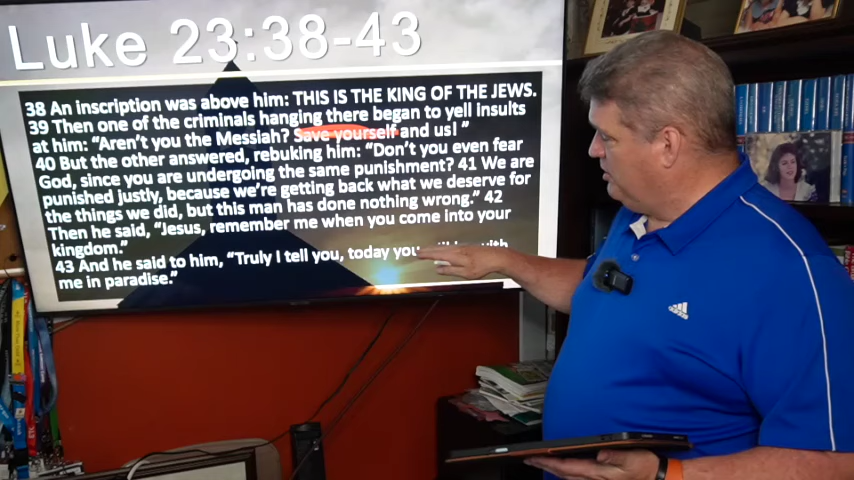 Luke 23:38-43
38 An inscription was above him: THIS IS THE KING OF THE JEWS.
39 Then one of the criminals hanging there began to yell insults
at him: “Aren’t you the Messiah? Save yourself and us! ”
40 But the other answered, rebuking him: “Don’t you even fear
God, since you are undergoing the same punishment? 41 We are
punished justly, because we’re getting back what we deserve for
the things we did, but this man has done nothing wrong.” 42
Then he said, “Jesus, remember me when you come into your
kingdom.”
43 And he said to him, “Truly I tell you, today you with
me in paradise.”
adidas